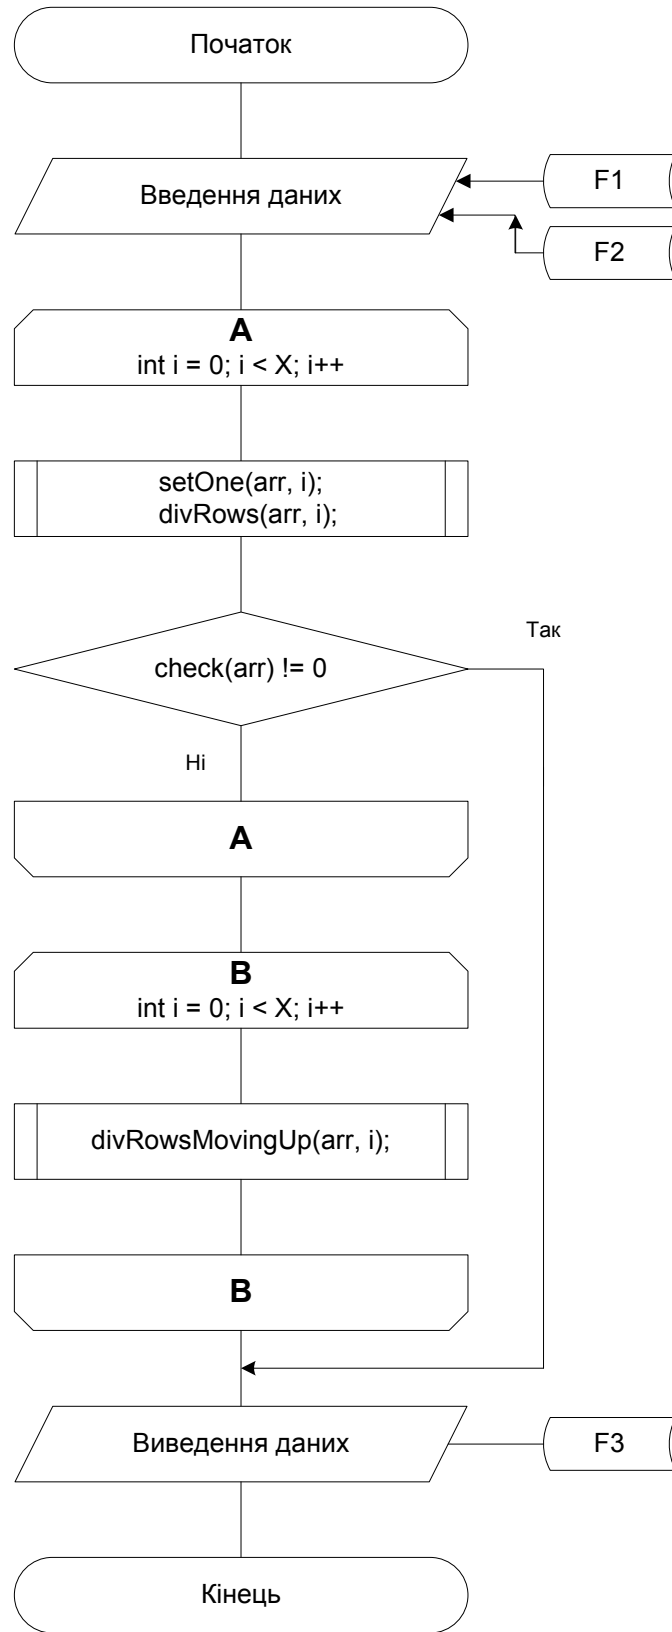 Початок
Введення даних
F1
F2
A
int i = 0; i < X; i++
setOne(arr, i);
divRows(arr, i);
Так
check(arr) != 0
Ні
A
B
int i = 0; i < X; i++
divRowsMovingUp(arr, i);
B
Виведення даних
F3
Кінець